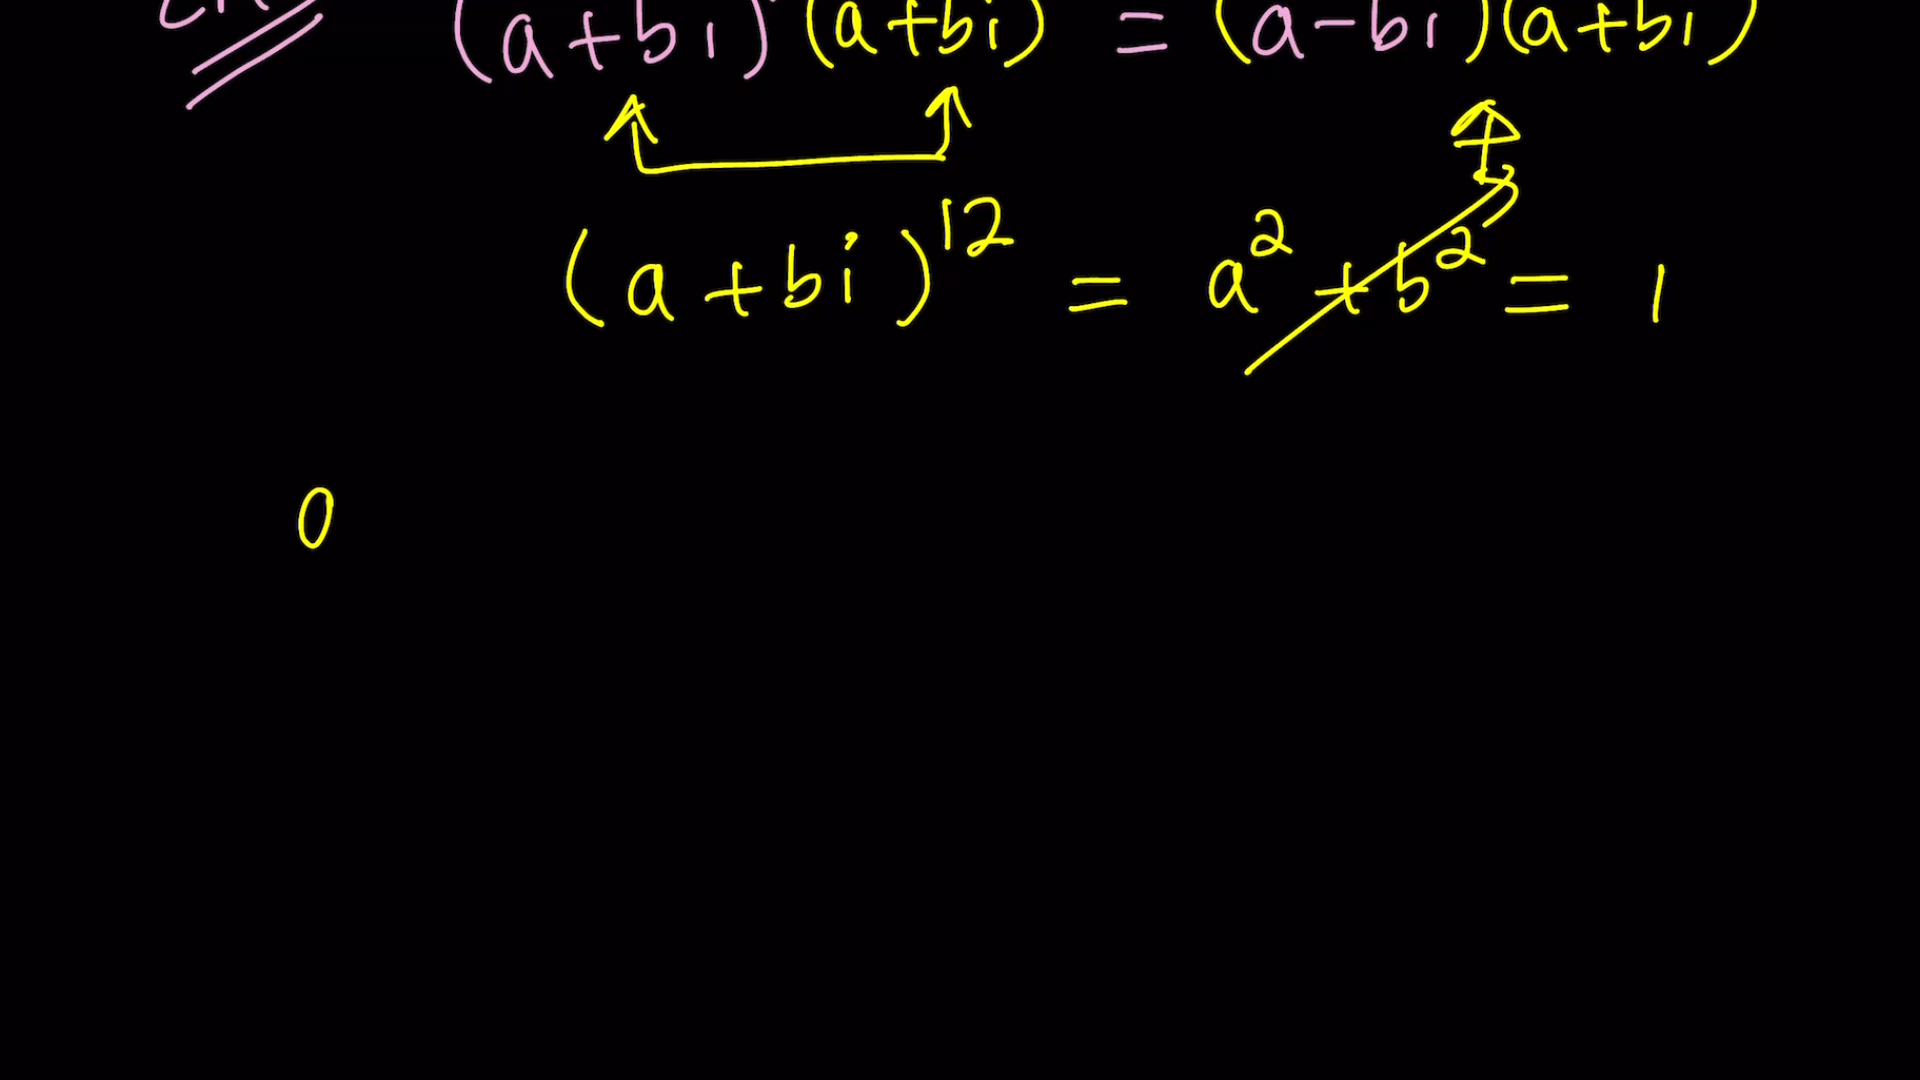 (a+bi) (a+bi) = (a-bi)(a+bi)
(a+bi)^12 = a^2 + b^2 = 1
0